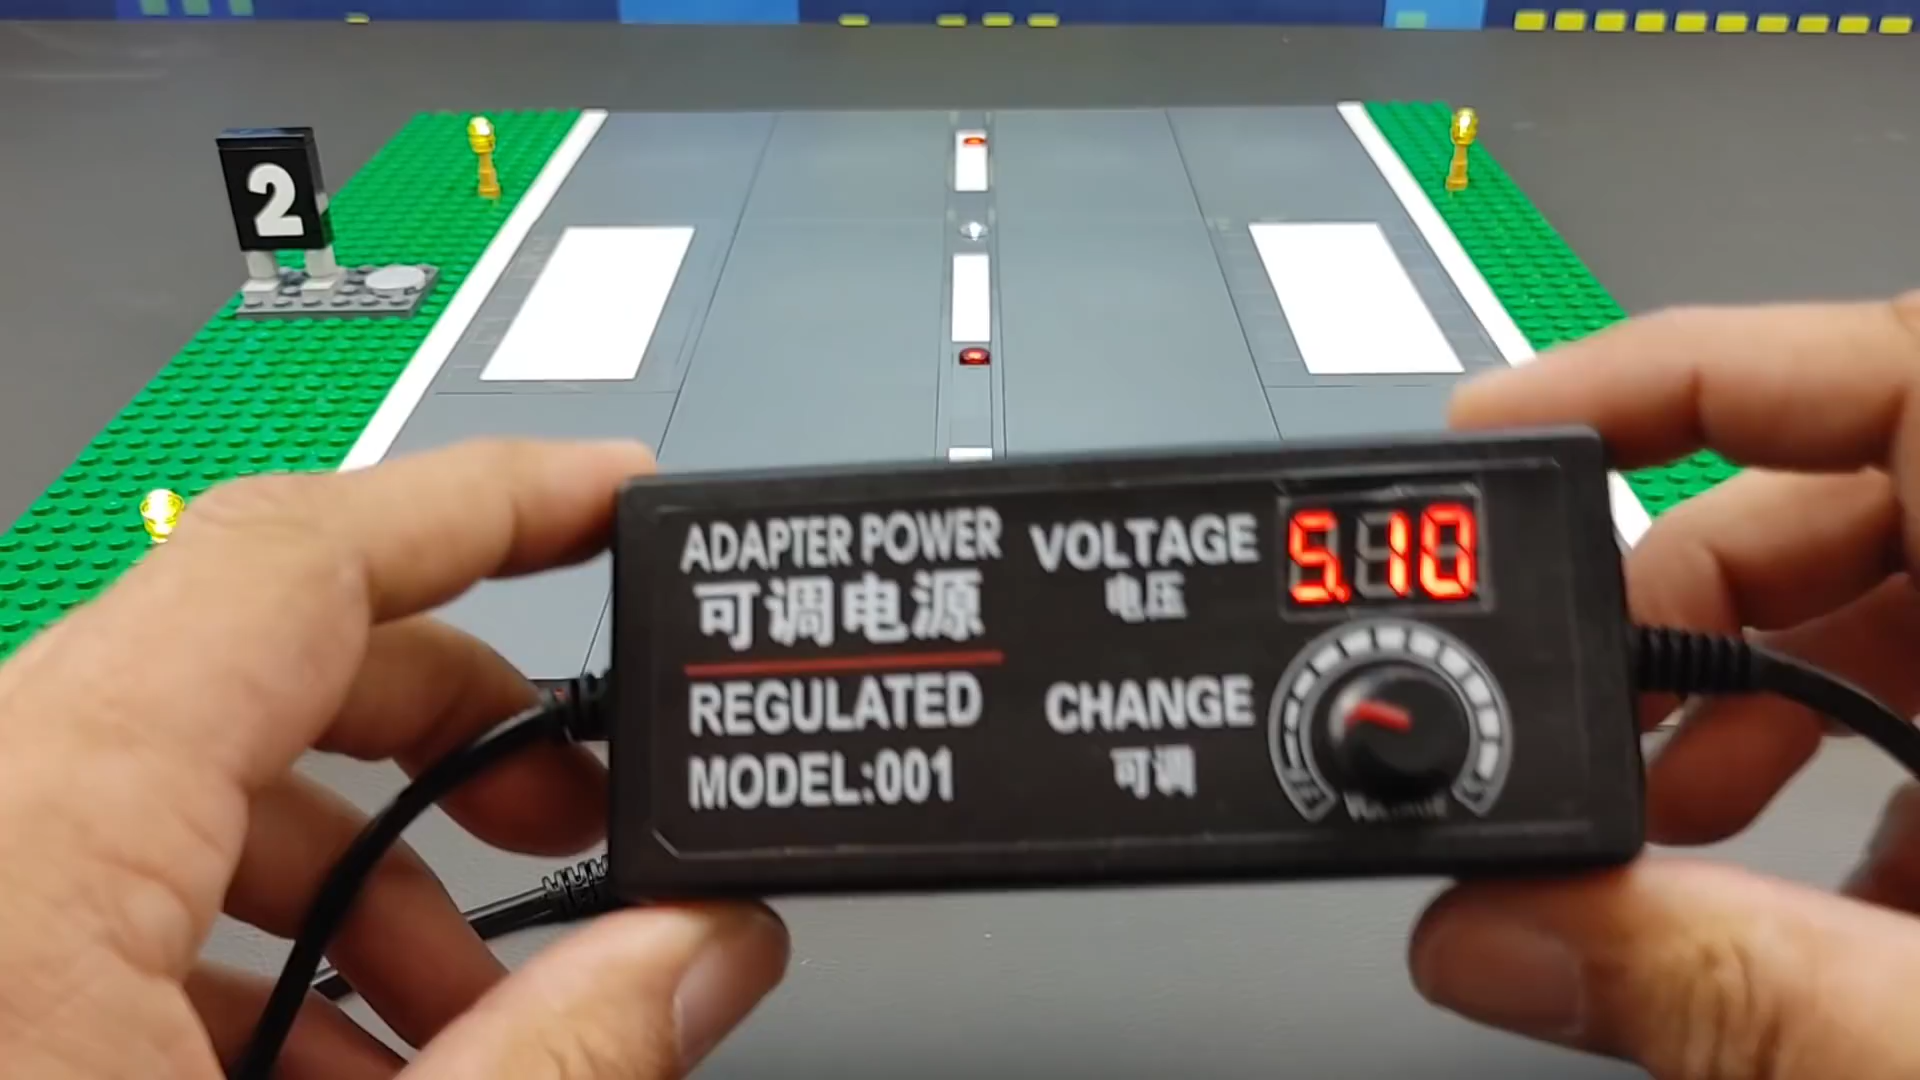 2
ADAPTER POWER
可调电源
REGULATED
MODEL:001
VOLTAGE
电压
5.10
CHANGE
可调